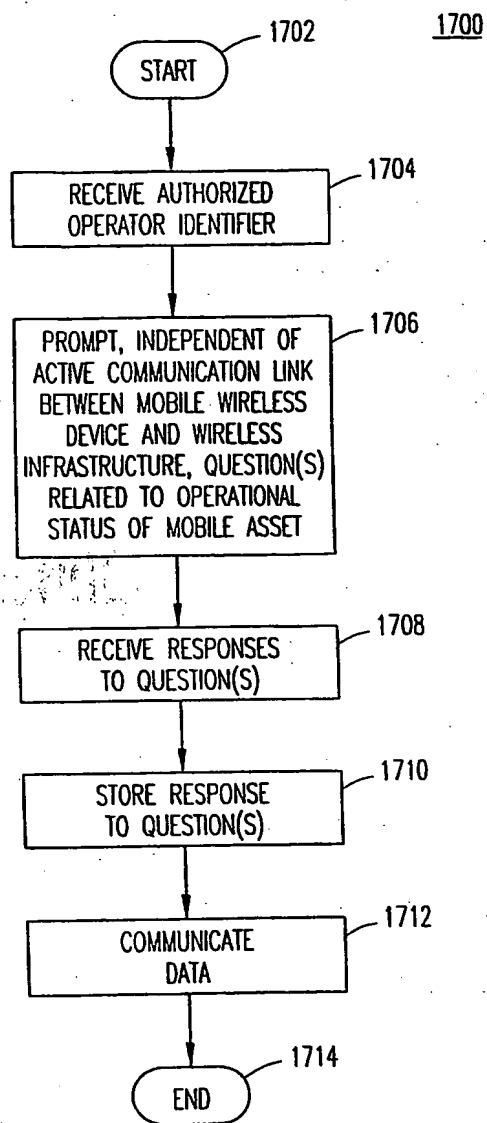 1700
1702
START
1704
RECEIVE AUTHORIZED
OPERATOR IDENTIFIER
1706
PROMPT, INDEPENDENT OF
ACTIVE COMMUNICATION LINK
BETWEEN MOBILE WIRELESS
DEVICE AND WIRELESS
INFRASTRUCTURE, QUESTION(S)
RELATED TO OPERATIONAL
STATUS OF MOBILE ASSET
1708
RECEIVE RESPONSES
TO QUESTION(S)
1710
STORE RESPONSE
TO QUESTION(S)
1712
COMMUNICATE
DATA
1714
END